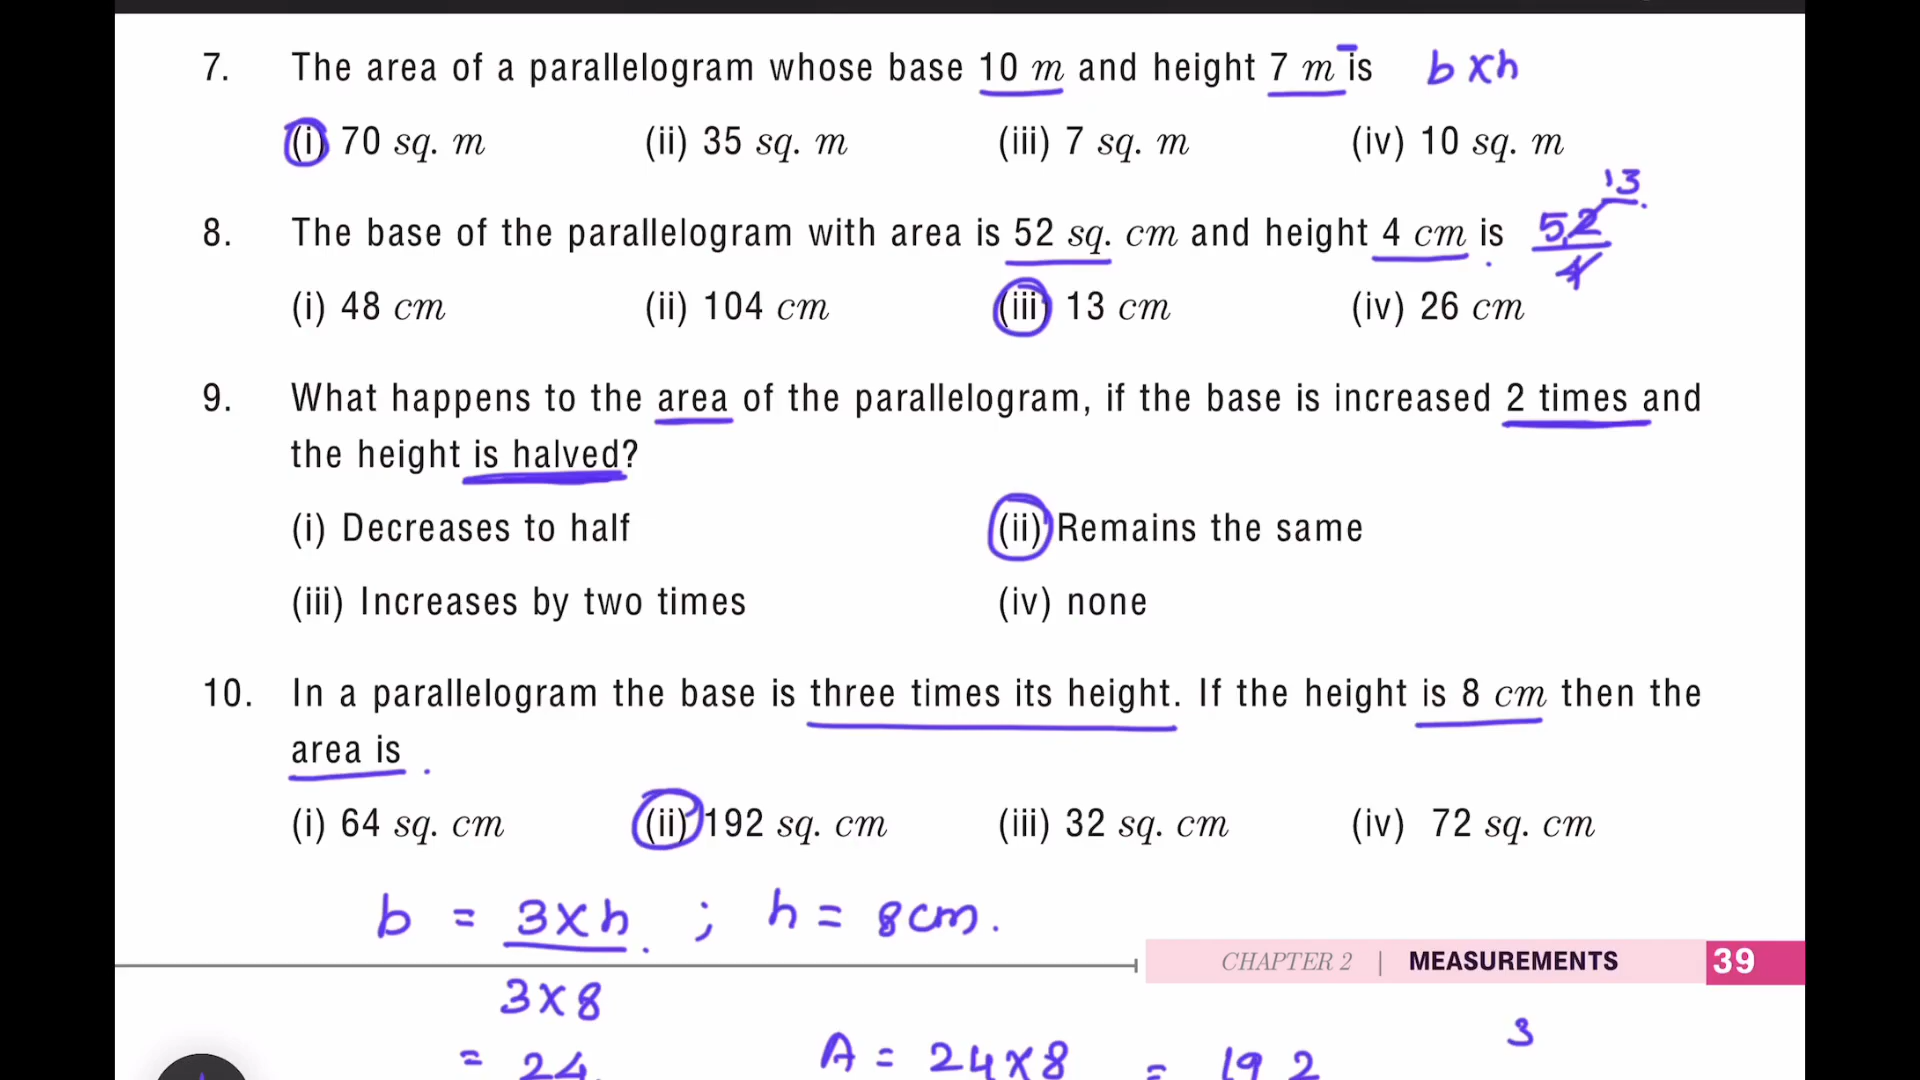 7. The area of a parallelogram whose base 10 m and height 7 m is b×h
(i) 70 sq. m (ii) 35 sq. m (iii) 7 sq. m (iv) 10 sq. m
13
8. The base of the parallelogram with area is 52 sq. cm and height 4 cm is 52
4
(i) 48 cm (ii) 104 cm (iii) 13 cm (iv) 26 cm
9. What happens to the area of the parallelogram, if the base is increased 2 times and
the height is halved?
(i) Decreases to half (ii) Remains the same
(iii) Increases by two times (iv) none
10. In a parallelogram the base is three times its height. If the height is 8 cm then the
area is
(i) 64 sq. cm (ii) 192 sq. cm (iii) 32 sq. cm (iv) 72 sq. cm
b = 3×h ; h = 8cm.
CHAPTER 2 | MEASUREMENTS 39
3×8
3
= 24 A = 24×8 = 192